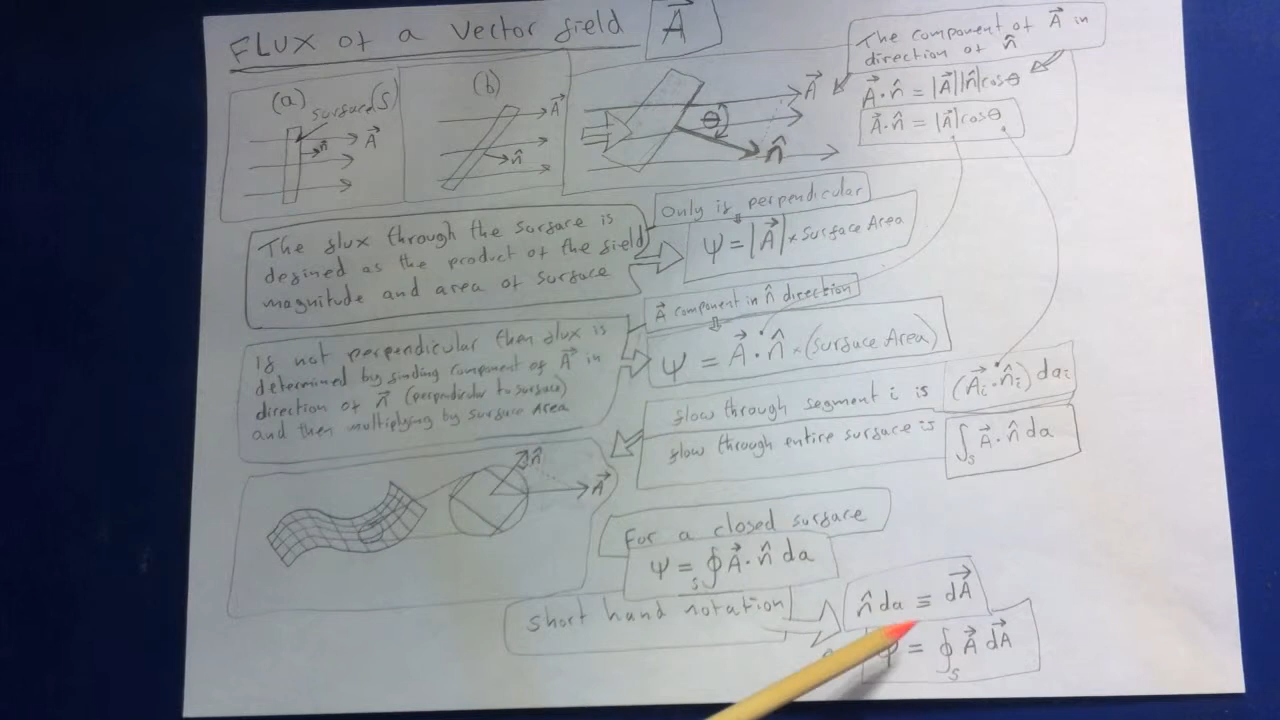 FLUX of a vector field
A⃗
(a)
surface(S)
A⃗
n̂
(b)
A⃗
n̂
A⃗
θ
n̂
The component of A⃗ in
direction of n̂
A⃗·n̂ = |A⃗||n̂|cosθ
A⃗·n̂ = |A⃗|cosθ
The flux through the surface is
defined as the product of the field
magnitude and area of surface
Only if perpendicular
Ψ = |A⃗| × Surface Area
If not perpendicular then flux is
determined by finding component of A⃗ in
direction of n⃗ (perpendicular to surface)
and then multiplying by Surface Area
A⃗ component in n̂ direction
Ψ = A⃗·n̂ × (Surface Area)
flow through segment i is (A⃗i·n̂i) dai
flow through entire surface is ∫S A⃗·n̂ da
n̂
A⃗
For a closed surface
Ψ = ∮S A⃗·n̂ da
Short hand notation
n̂ da ≡ dA⃗
Ψ = ∮S A⃗ dA⃗